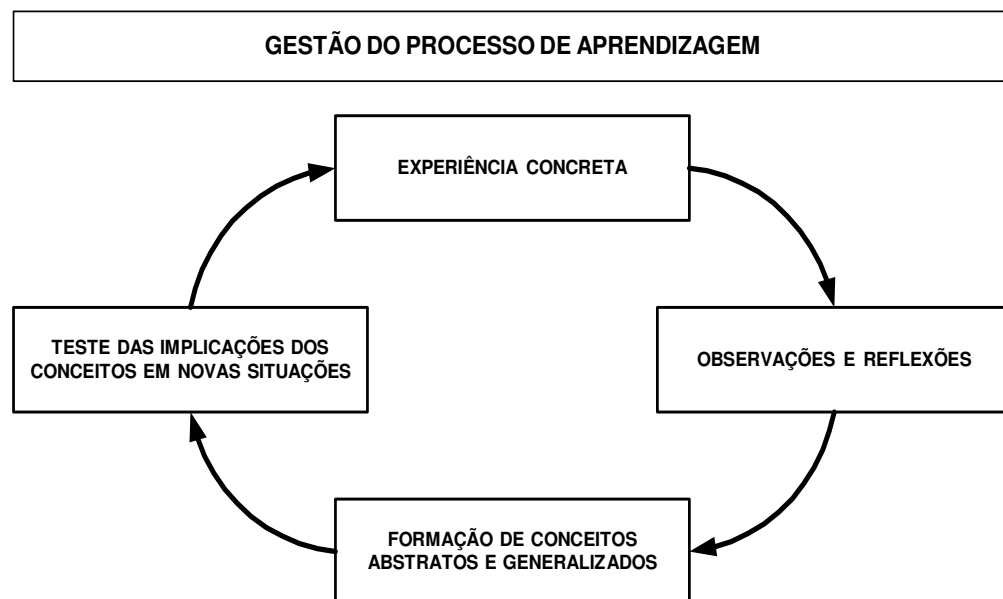 GESTÃO DO PROCESSO DE APRENDIZAGEM
EXPERIÊNCIA CONCRETA
TESTE DAS IMPLICAÇÕES DOS
CONCEITOS EM NOVAS SITUAÇÕES
OBSERVAÇÕES E REFLEXÕES
FORMAÇÃO DE CONCEITOS
ABSTRATOS E GENERALIZADOS